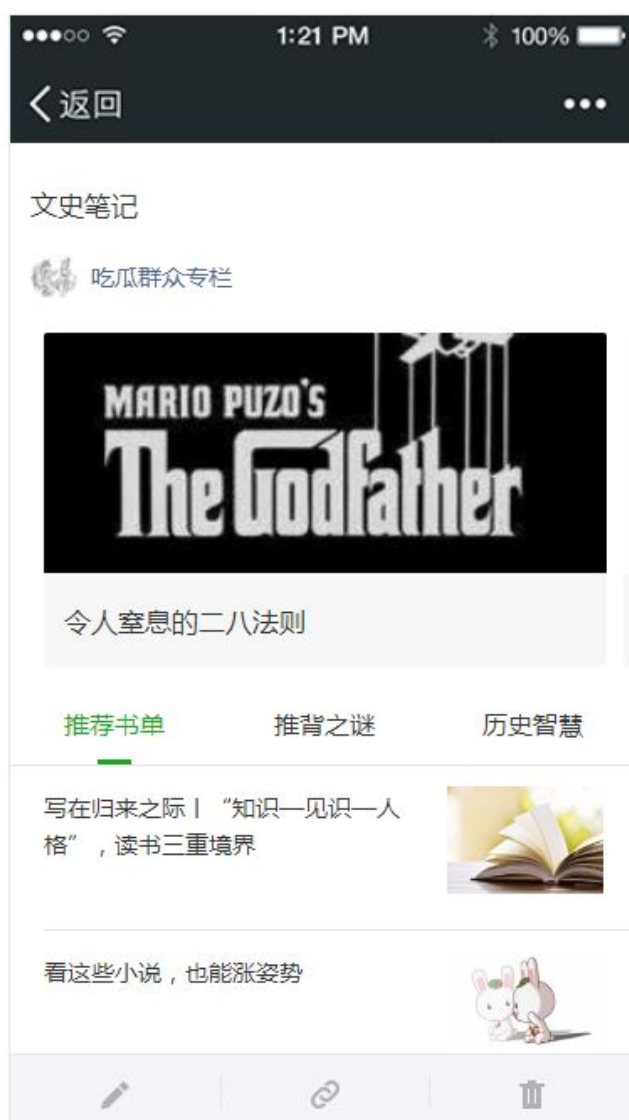 1:21 PM
100%
返回
文史笔记
吃瓜群众专栏
MARIO PUZO'S
The Godfather
令人窒息的二八法则
推荐书单
推背之谜
历史智慧
写在归来之际丨“知识—见识—人
格”，读书三重境界
看这些小说，也能涨姿势